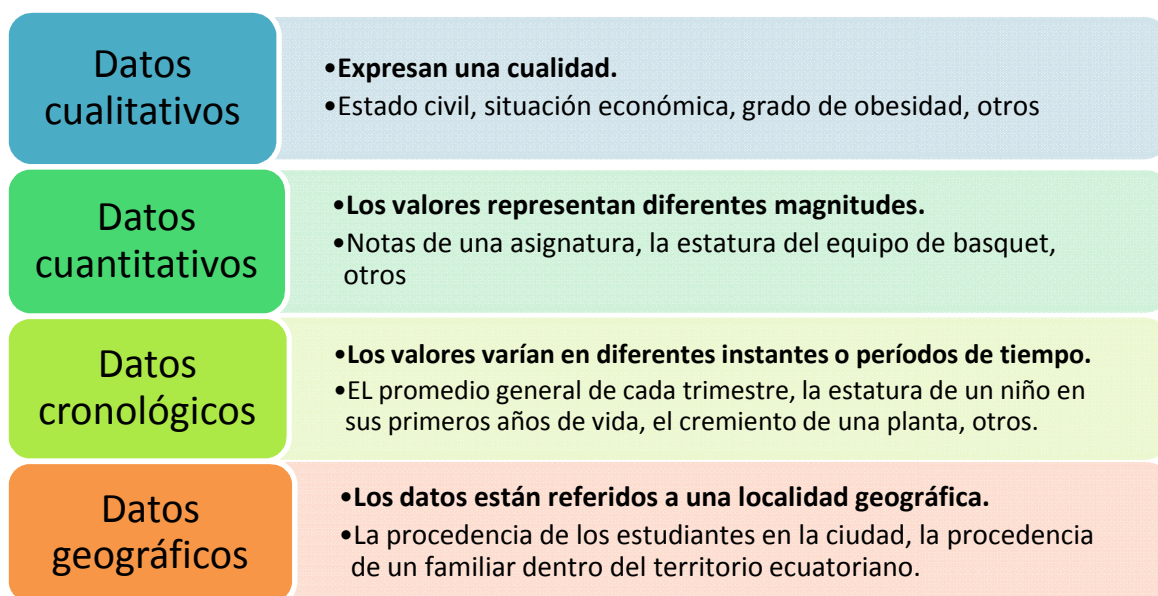 Datos
cualitativos
•Expresan una cualidad.
•Estado civil, situación económica, grado de obesidad, otros
Datos
cuantitativos
•Los valores representan diferentes magnitudes.
•Notas de una asignatura, la estatura del equipo de basquet,
otros
Datos
cronológicos
•Los valores varían en diferentes instantes o períodos de tiempo.
•EL promedio general de cada trimestre, la estatura de un niño en
sus primeros años de vida, el cremiento de una planta, otros.
Datos
geográficos
•Los datos están referidos a una localidad geográfica.
•La procedencia de los estudiantes en la ciudad, la procedencia
de un familiar dentro del territorio ecuatoriano.